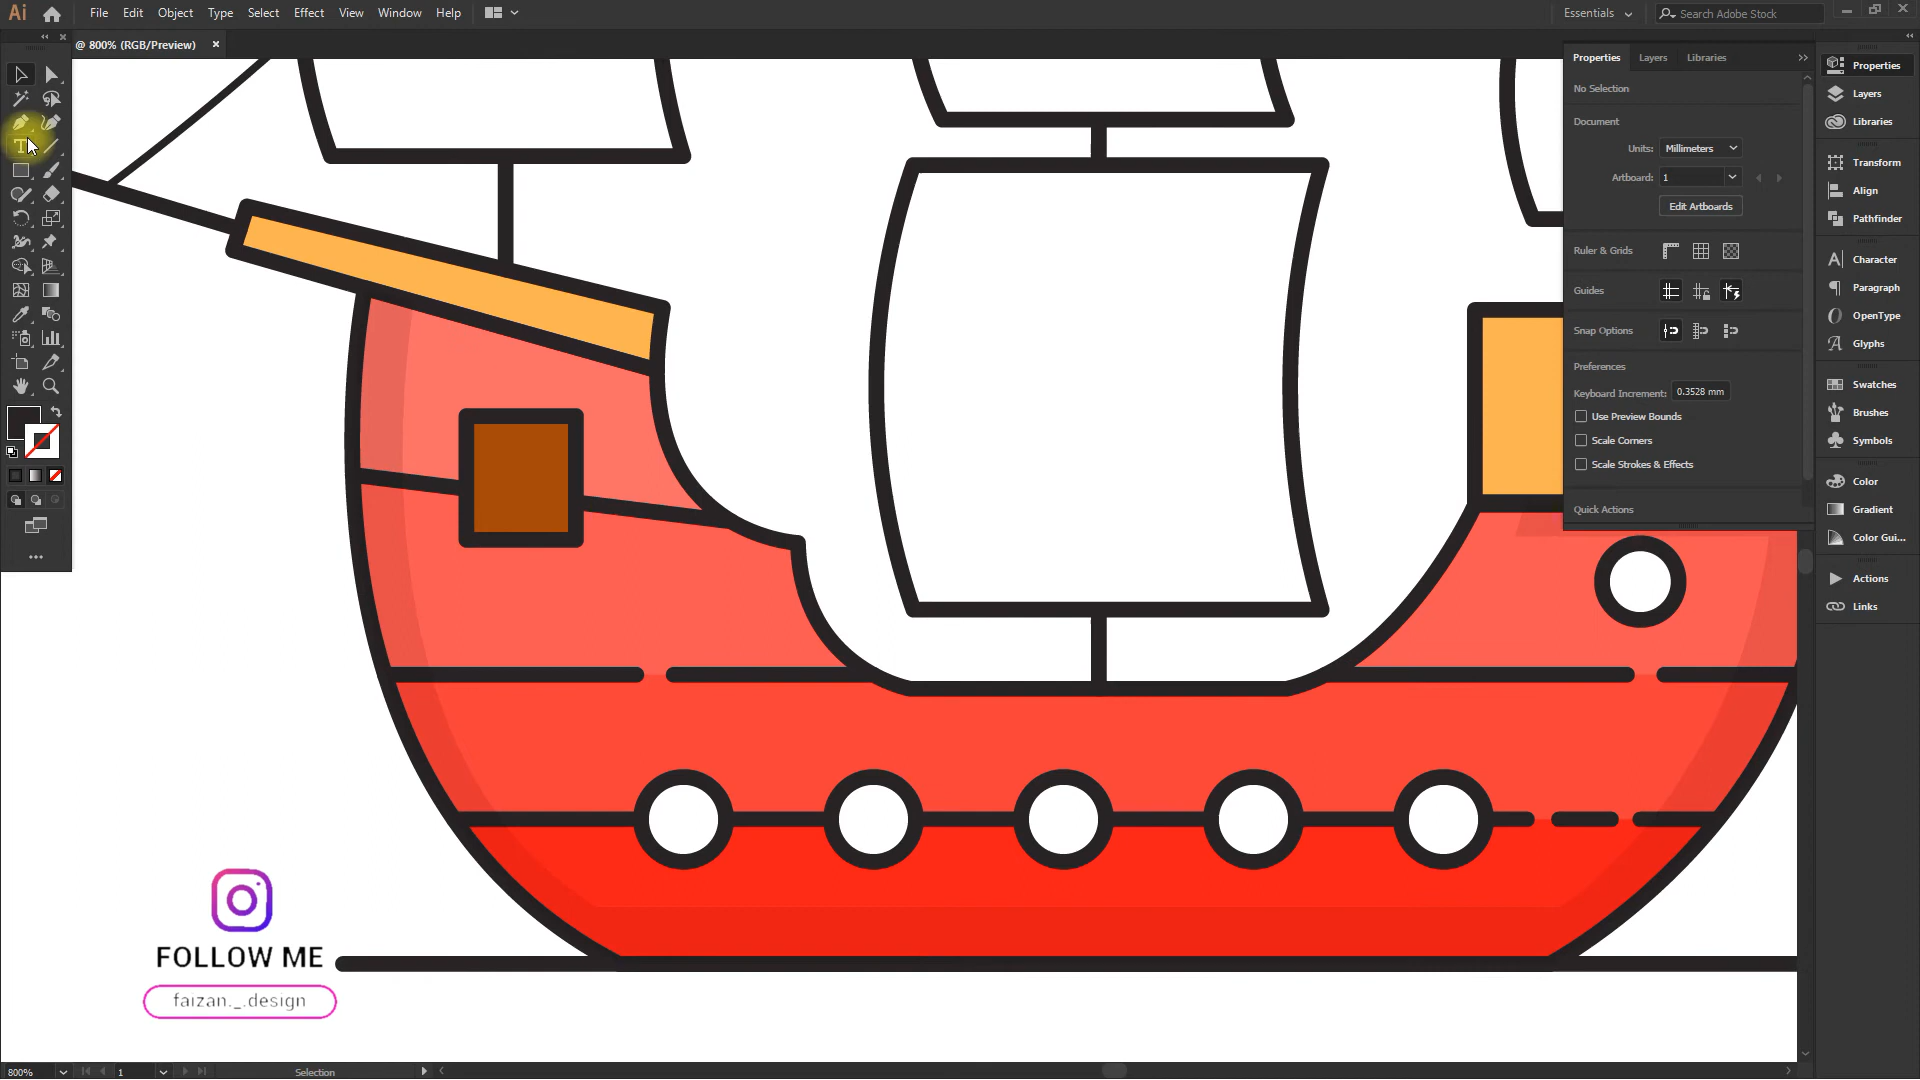 Ai File Edit Object Type Select Effect View Window Help Essentials Search Adobe Stock
@ 800% (RGB/Preview) ×
Properties Layers Libraries
No Selection
Document
Units: Millimeters
Artboard: 1
Edit Artboards
Ruler & Grids
Guides
Snap Options
Preferences
Keyboard Increment: 0.3528 mm
Use Preview Bounds
Scale Corners
Scale Strokes & Effects
Quick Actions
Properties
Layers
Libraries
Transform
Align
Pathfinder
Character
Paragraph
OpenType
Glyphs
Swatches
Brushes
Symbols
Color
Gradient
Color Gui...
Actions
Links
FOLLOW ME
faizan._.design
800% 1 Selection